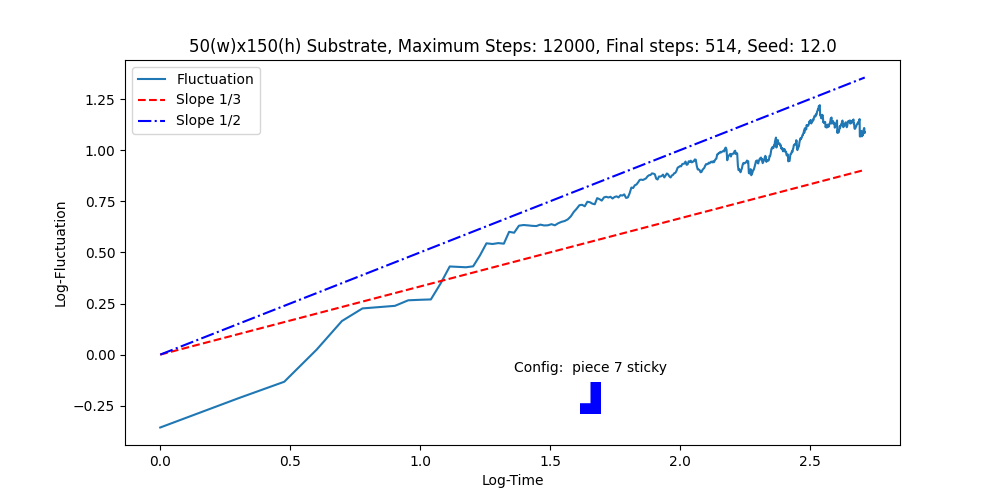 50(w)x150(h) Substrate, Maximum Steps: 12000, Final steps: 514, Seed: 12.0
Fluctuation
Slope 1/3
Slope 1/2
1.25
1.00
0.75
0.50
0.25
0.00
−0.25
Log-Fluctuation
Config:  piece 7 sticky
0.0 0.5 1.0 1.5 2.0 2.5
Log-Time